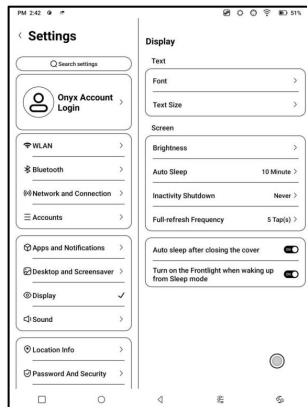 PM 2:42
51%
Settings
Search settings
Onyx Account
Login
WLAN
Bluetooth
Network and Connection
Accounts
Apps and Notifications
Desktop and Screensaver
Display
Sound
Location Info
Password And Security
Display
Text
Font
Text Size
Screen
Brightness
Auto Sleep 10 Minute
Inactivity Shutdown Never
Full-refresh Frequency 5 Tap(s)
Auto sleep after closing the cover
Turn on the Frontlight when waking up
from Sleep mode